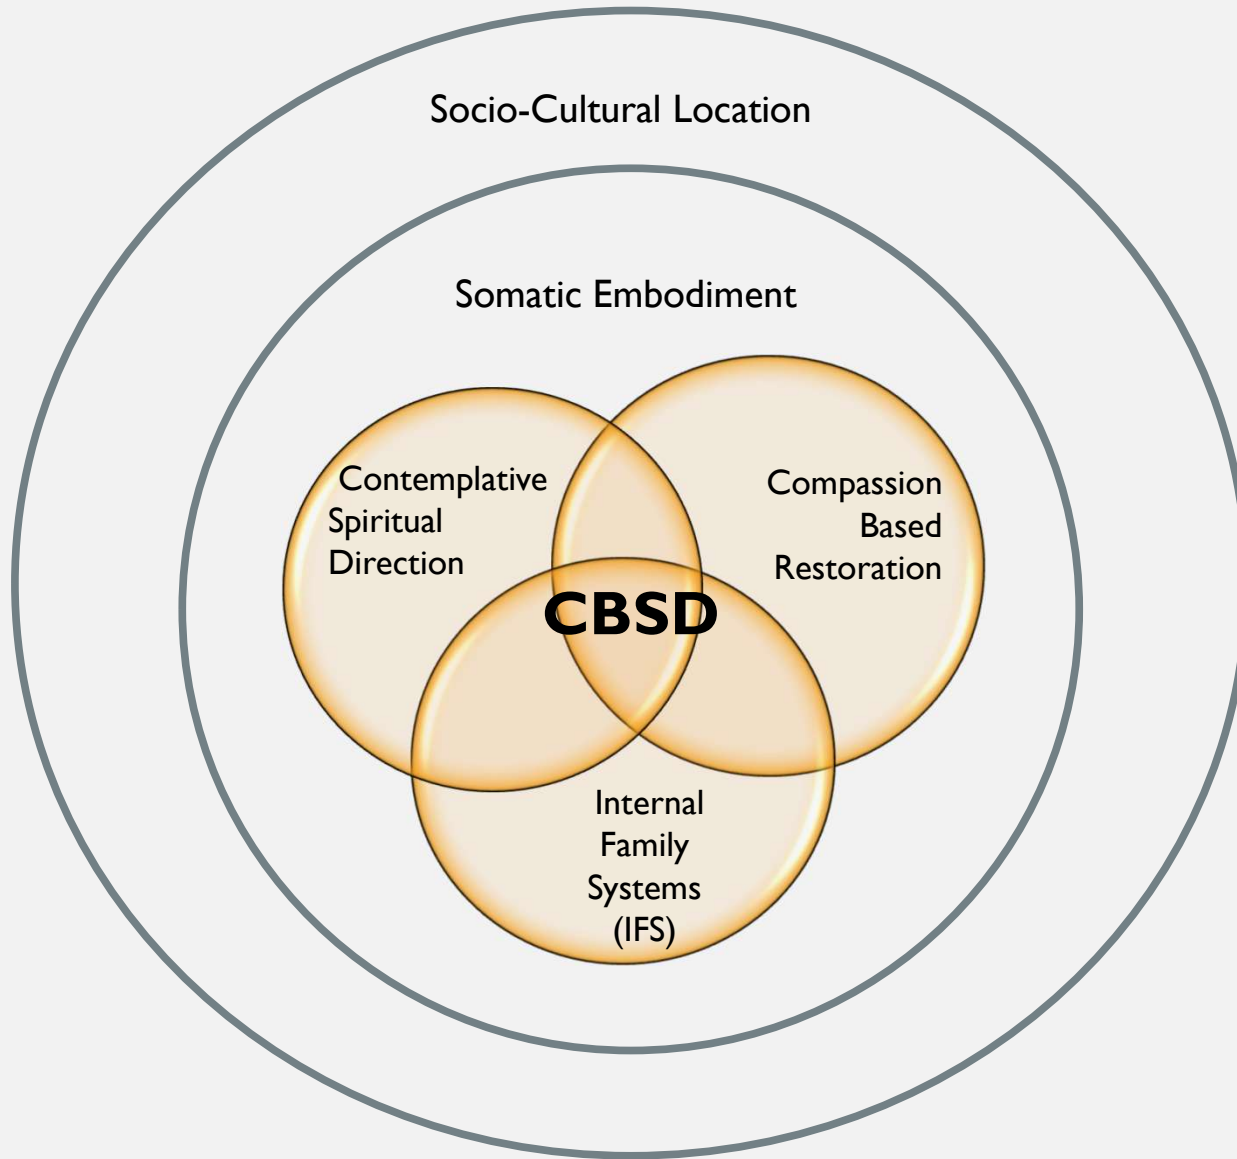 Socio-Cultural Location
Somatic Embodiment
Contemplative
Spiritual
Direction
Compassion
Based
Restoration
CBSD
Internal
Family
Systems
(IFS)